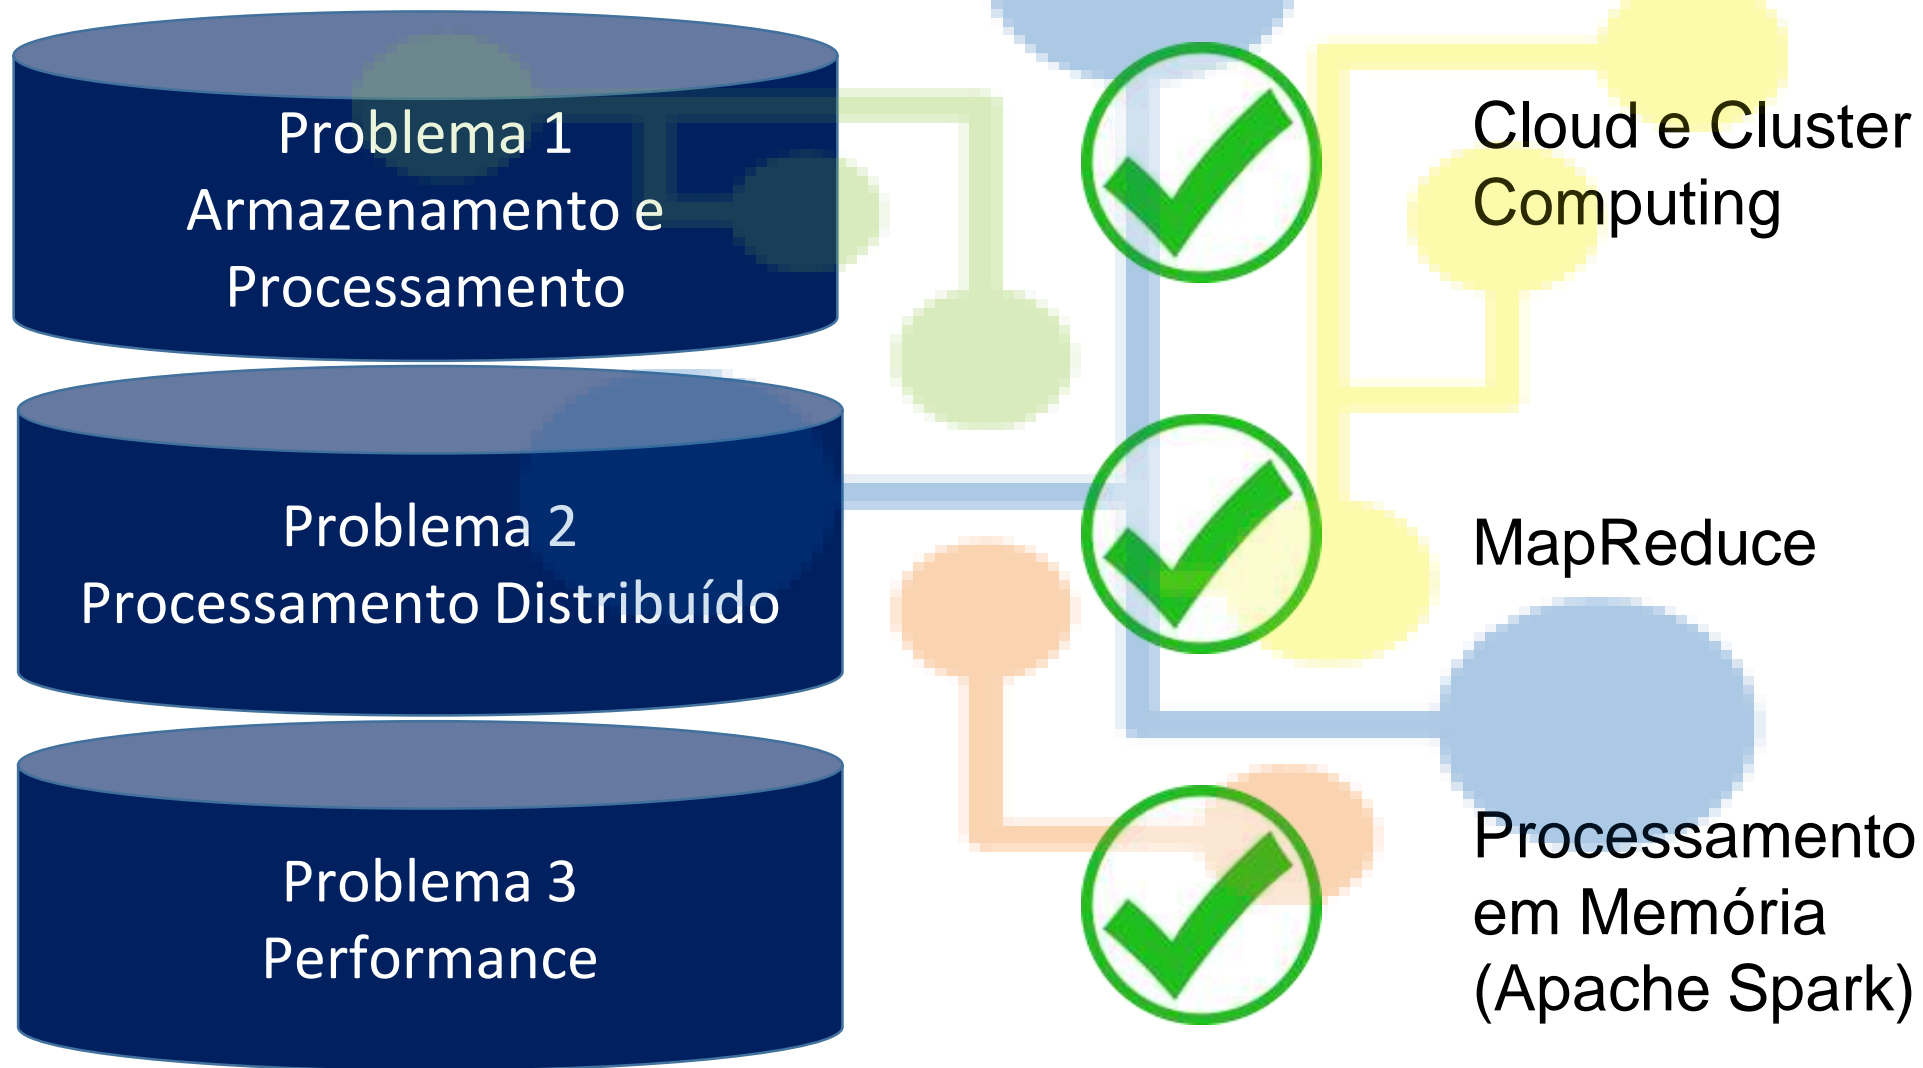 Problema 1
Armazenamento e
Processamento
Cloud e Cluster
Computing
Problema 2
Processamento Distribuído
MapReduce
Problema 3
Performance
Processamento
em Memória
(Apache Spark)